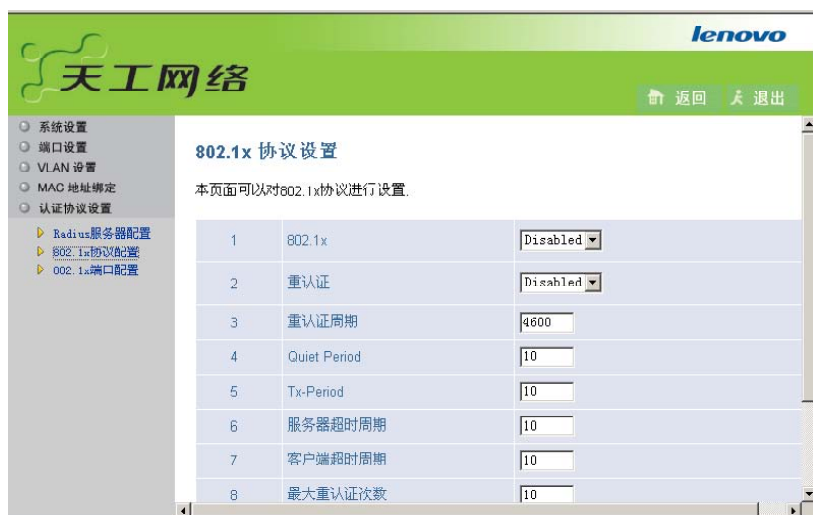 lenovo
天工网络
返回 退出
系统设置
端口设置
VLAN 设置
MAC 地址绑定
认证协议设置
Radius服务器配置
802.1x协议配置
802.1x端口配置
802.1x 协议设置
本页面可以对802.1x协议进行设置.
1 802.1x Disabled
2 重认证 Disabled
3 重认证周期 4600
4 Quiet Period 10
5 Tx-Period 10
6 服务器超时周期 10
7 客户端超时周期 10
8 最大重认证次数 10